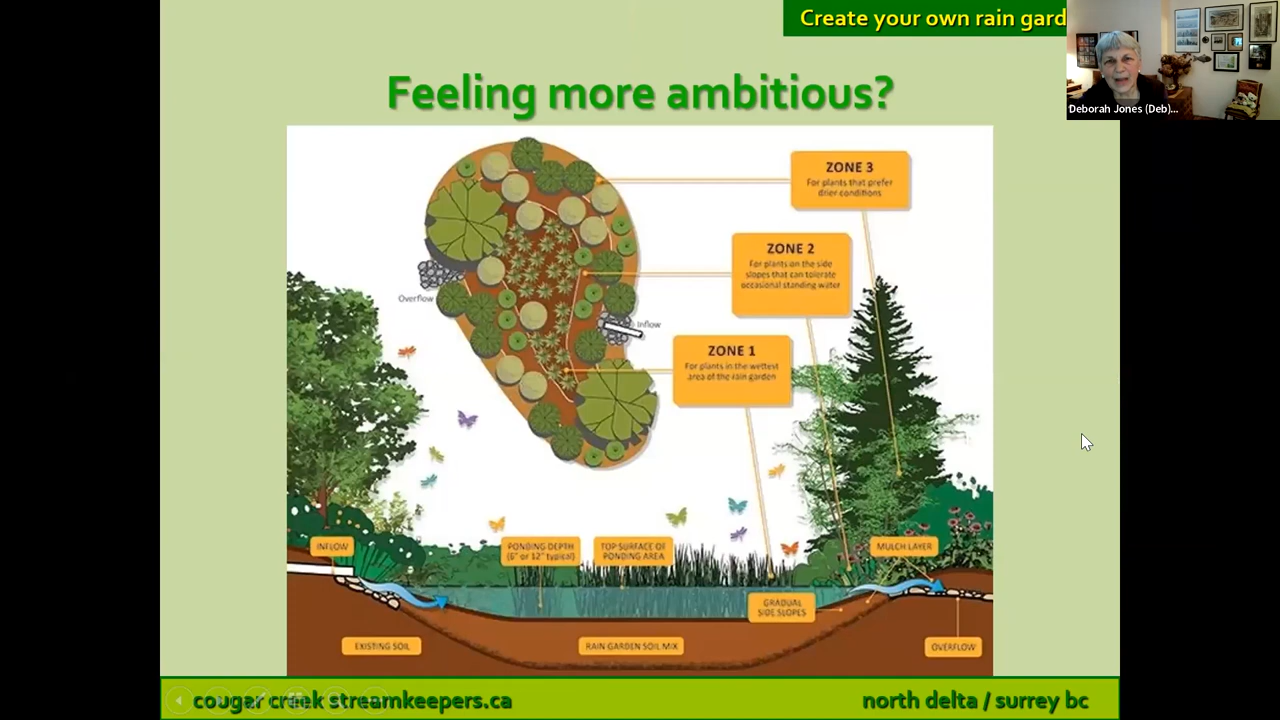 Create your own rain gard
Deborah Jones (Deb)...
Feeling more ambitious?
ZONE 3
For plants that prefer
drier conditions
ZONE 2
For plants on the side
slopes that can tolerate
occasional standing water
Overflow
Inflow
ZONE 1
For plants in the wettest
area of the rain garden
INFLOW
PONDING DEPTH
(6" or 12" typical)
TOP SURFACE OF
PONDING AREA
MULCH LAYER
GRADUAL
SIDE SLOPES
EXISTING SOIL
RAIN GARDEN SOIL MIX
OVERFLOW
cougar creek streamkeepers.ca
north delta / surrey bc